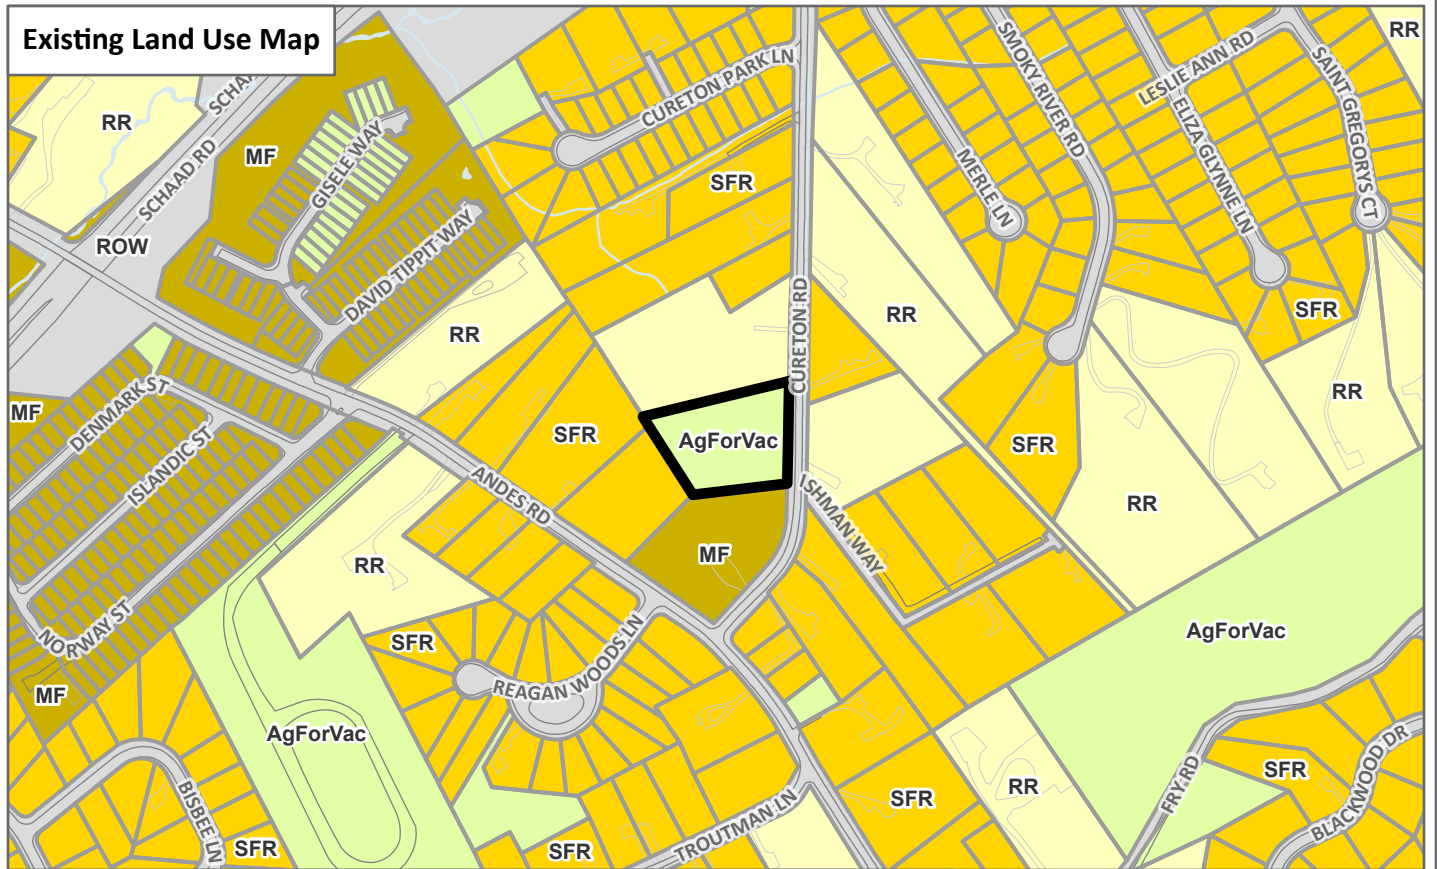 Existing Land Use Map
RR
SCHAAD RD
SCHAA
MF
ROW
GISELE WAY
DAVID TIPPIT WAY
CURETON PARK LN
SFR
CURETON RD
MERLE LN
SMOKY RIVER RD
LESLIE ANN RD
ELIZA GLYNNE LN
SAINT GREGORYS CT
RR
RR
RR
SFR
RR
MF
DENMARK ST
ISLANDIC ST
NORWAY ST
MF
SFR
AgForVac
SFR
RR
ANDES RD
RR
MF
ISHMAN WAY
AgForVac
SFR
REAGAN WOODS LN
AgForVac
BISBEE LN
SFR
SFR
TROUTMAN LN
SFR
RR
FRY RD
SFR
BLACKWOOD DR